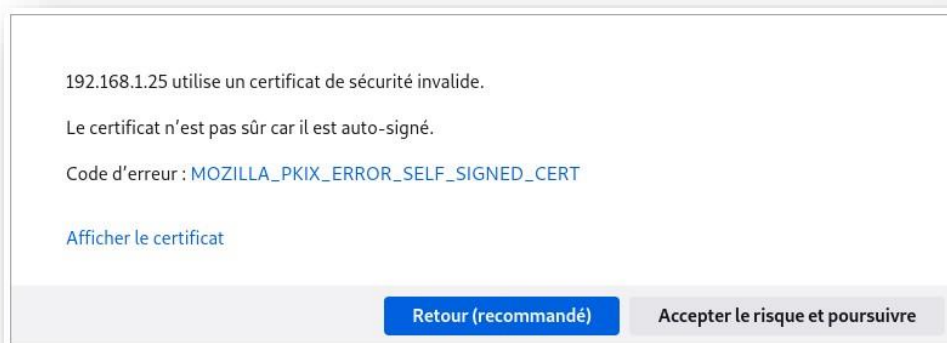 192.168.1.25 utilise un certificat de sécurité invalide.
Le certificat n’est pas sûr car il est auto-signé.
Code d’erreur : MOZILLA_PKIX_ERROR_SELF_SIGNED_CERT
Afficher le certificat
Retour (recommandé) Accepter le risque et poursuivre